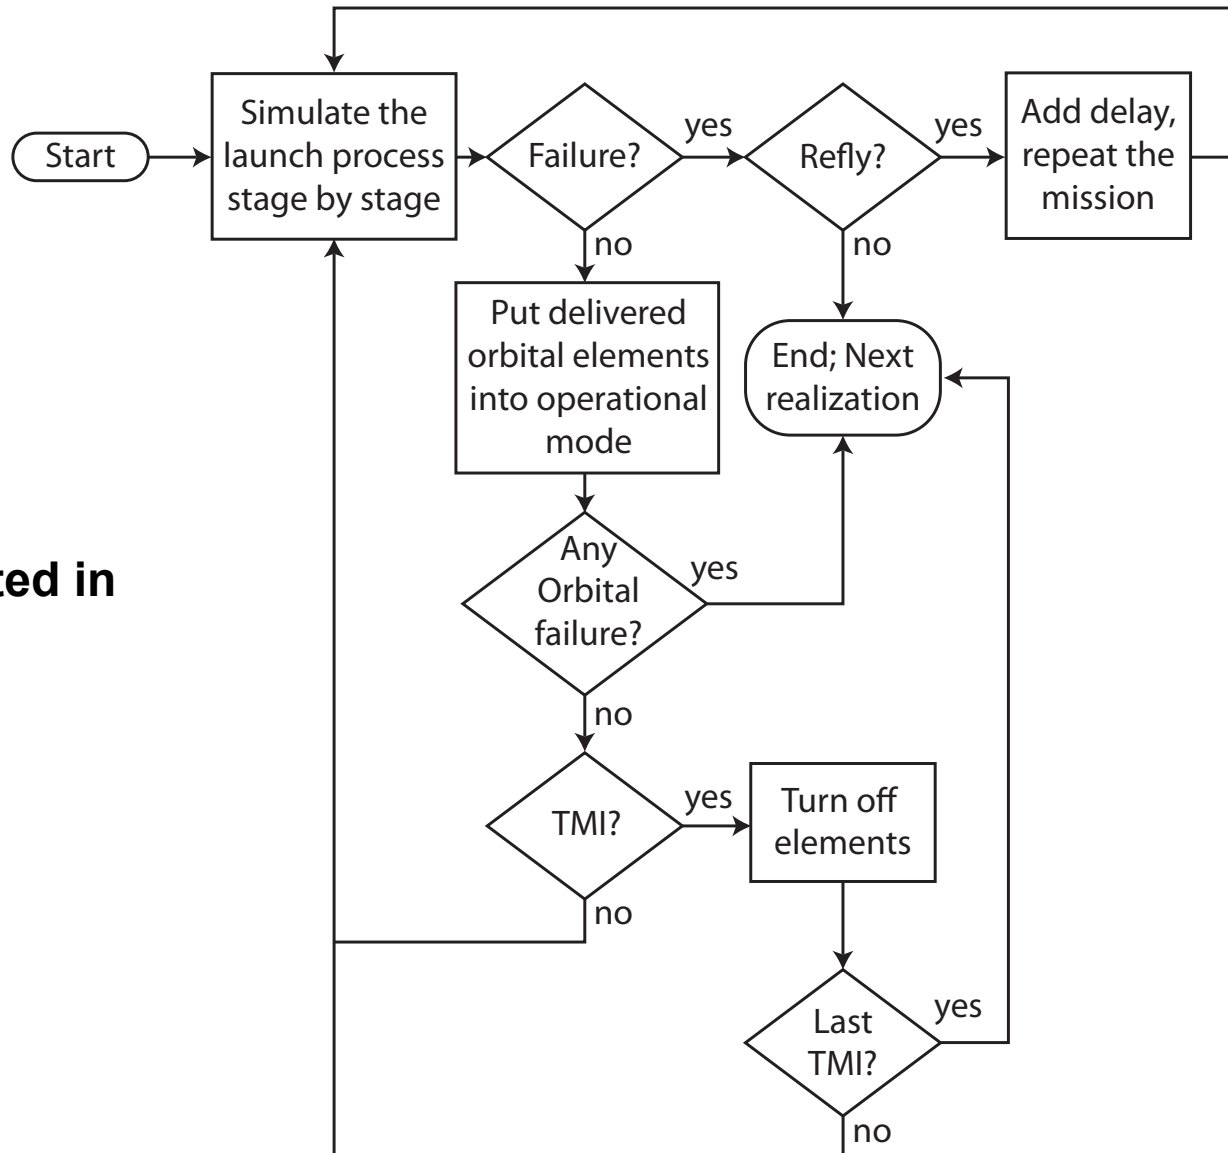 Start
Simulate the
launch process
stage by stage
Failure?
yes
Refly?
yes
Add delay,
repeat the
mission
no
no
Put delivered
orbital elements
into operational
mode
End; Next
realization
Any
Orbital
failure?
yes
ted in
no
TMI?
yes
Turn off
elements
no
Last
TMI?
yes
no